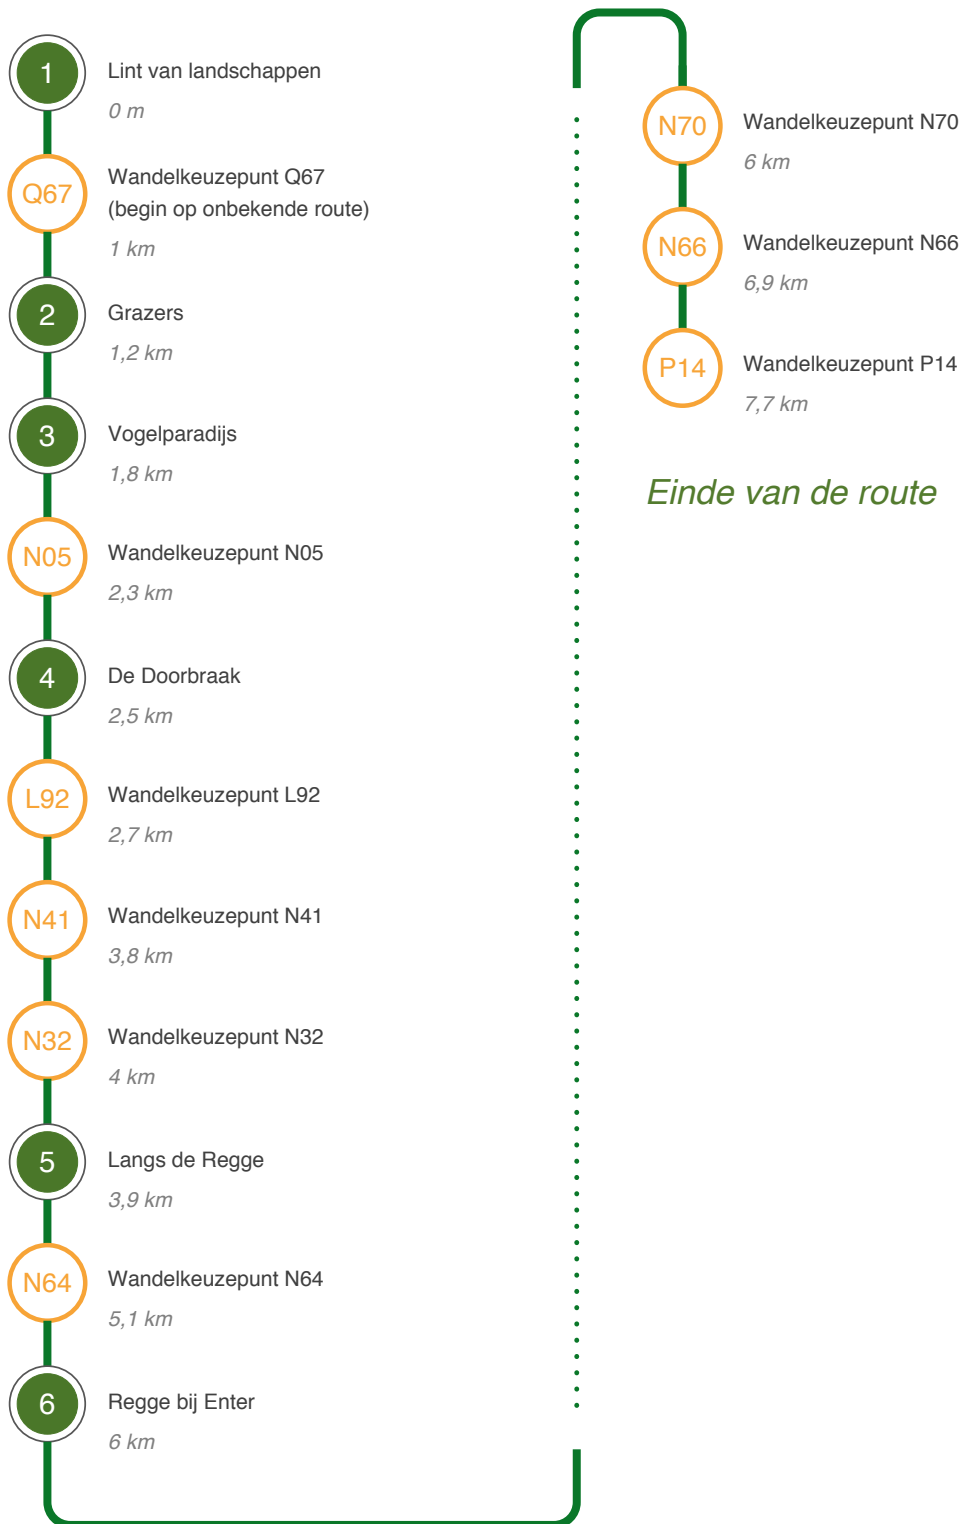 1
Lint van landschappen
0 m
Q67
Wandelkeuzepunt Q67
(begin op onbekende route)
1 km
2
Grazers
1,2 km
3
Vogelparadijs
1,8 km
N05
Wandelkeuzepunt N05
2,3 km
4
De Doorbraak
2,5 km
L92
Wandelkeuzepunt L92
2,7 km
N41
Wandelkeuzepunt N41
3,8 km
N32
Wandelkeuzepunt N32
4 km
5
Langs de Regge
3,9 km
N64
Wandelkeuzepunt N64
5,1 km
6
Regge bij Enter
6 km
N70
Wandelkeuzepunt N70
6 km
N66
Wandelkeuzepunt N66
6,9 km
P14
Wandelkeuzepunt P14
7,7 km
Einde van de route